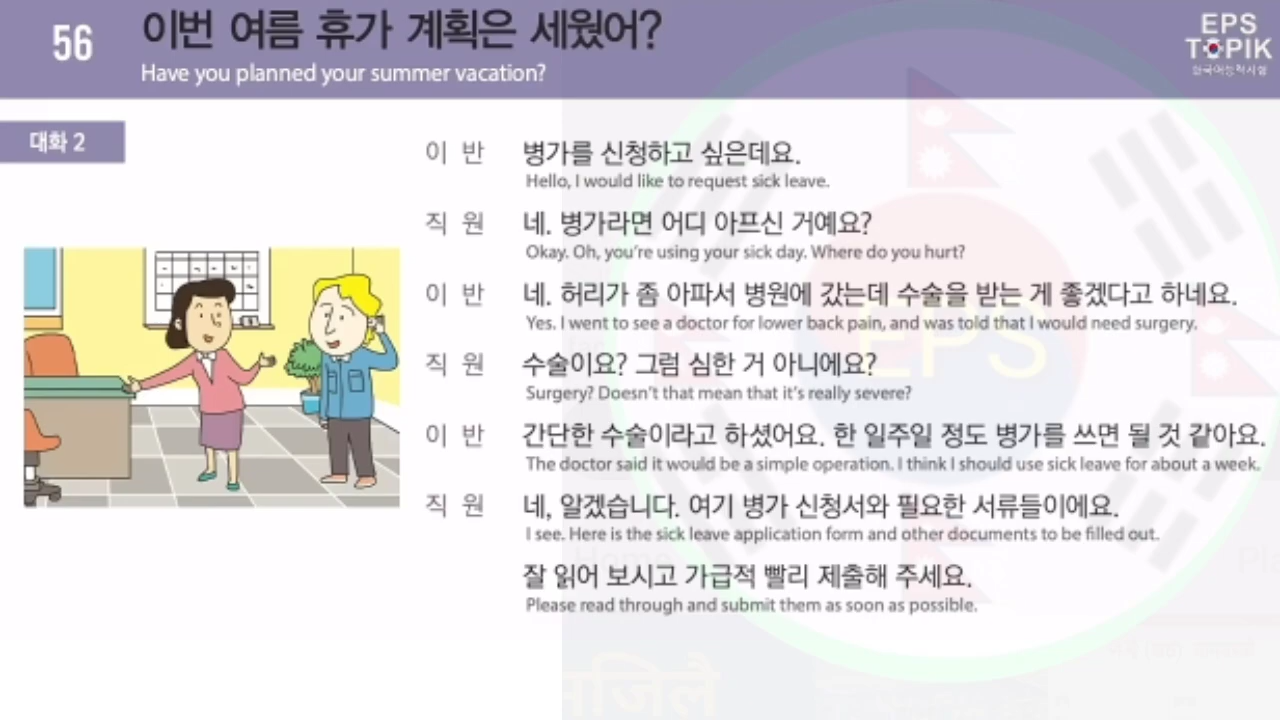 56
이번 여름 휴가 계획은 세웠어?
Have you planned your summer vacation?
EPS
TOPIK
한국어능력시험
대화 2
이 반 병가를 신청하고 싶은데요.
Hello, I would like to request sick leave.
직 원 네. 병가라면 어디 아프신 거예요?
Okay. Oh, you're using your sick day. Where do you hurt?
이 반 네. 허리가 좀 아파서 병원에 갔는데 수술을 받는 게 좋겠다고 하네요.
Yes. I went to see a doctor for lower back pain, and was told that I would need surgery.
직 원 수술이요? 그럼 심한 거 아니에요?
Surgery? Doesn't that mean that it's really severe?
이 반 간단한 수술이라고 하셨어요. 한 일주일 정도 병가를 쓰면 될 것 같아요.
The doctor said it would be a simple operation. I think I should use sick leave for about a week.
직 원 네, 알겠습니다. 여기 병가 신청서와 필요한 서류들이에요.
I see. Here is the sick leave application form and other documents to be filled out.
잘 읽어 보시고 가급적 빨리 제출해 주세요.
Please read through and submit them as soon as possible.
EPS
Home